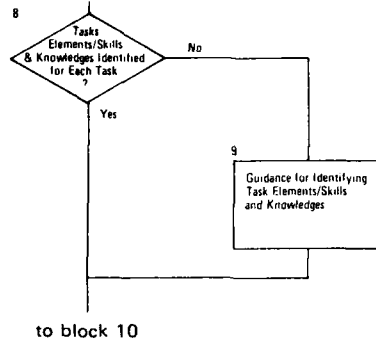 8
Tasks
Elements/Skills
& Knowledges Identified
for Each Task
?
No
Yes
9
Guidance for Identifying
Task Elements/Skills
and Knowledges
to block 10